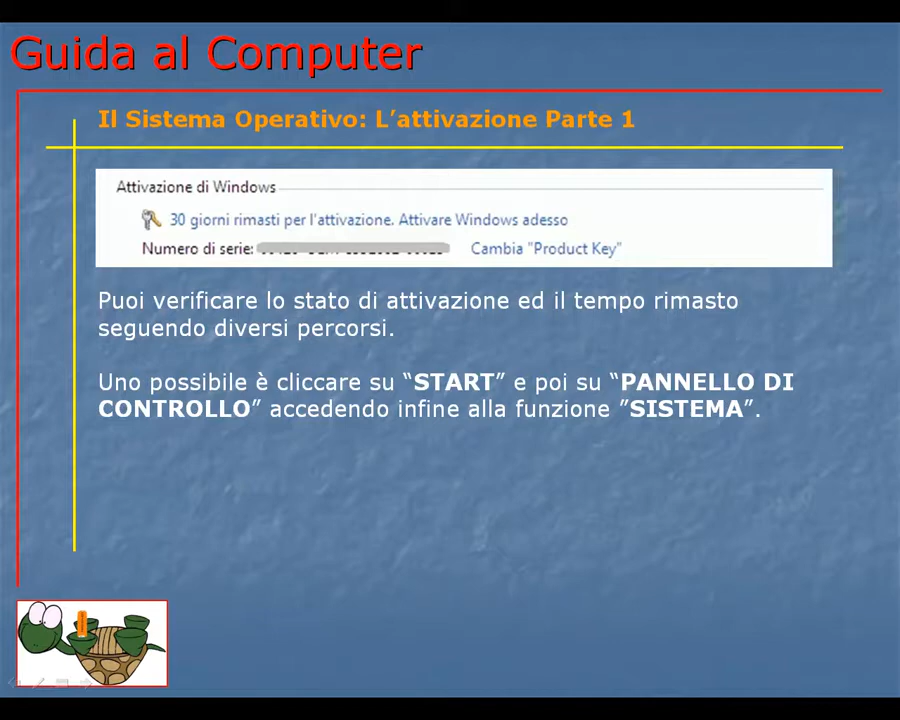 Guida al Computer
Il Sistema Operativo: L’attivazione Parte 1
Attivazione di Windows
30 giorni rimasti per l'attivazione. Attivare Windows adesso
Numero di serie: Cambia "Product Key"
Puoi verificare lo stato di attivazione ed il tempo rimasto
seguendo diversi percorsi.
Uno possibile è cliccare su “START” e poi su “PANNELLO DI
CONTROLLO” accedendo infine alla funzione ”SISTEMA”.